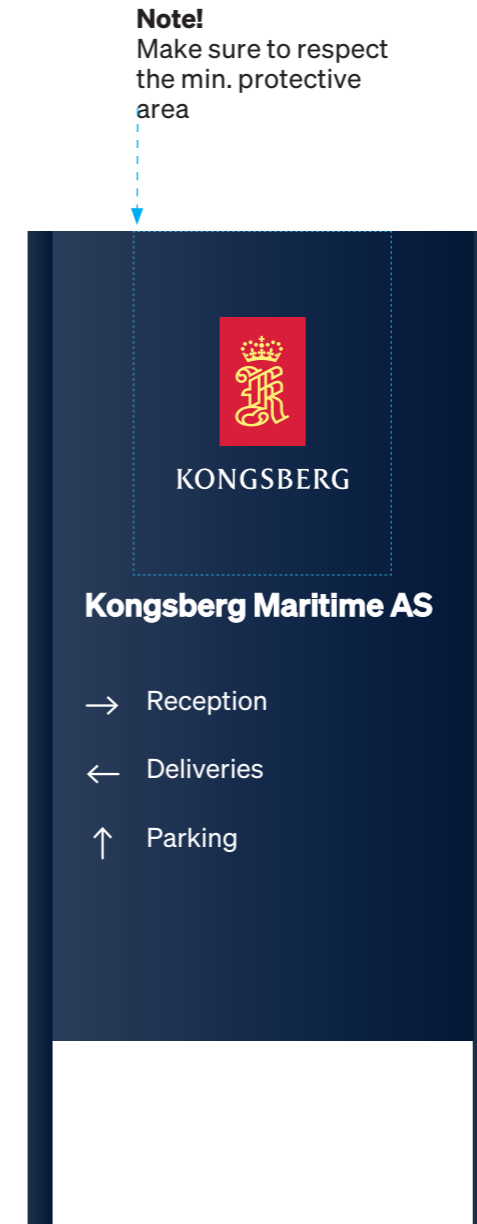 Note!
Make sure to respect
the min. protective
area
KONGSBERG
Kongsberg Maritime AS
→ Reception
← Deliveries
↑ Parking